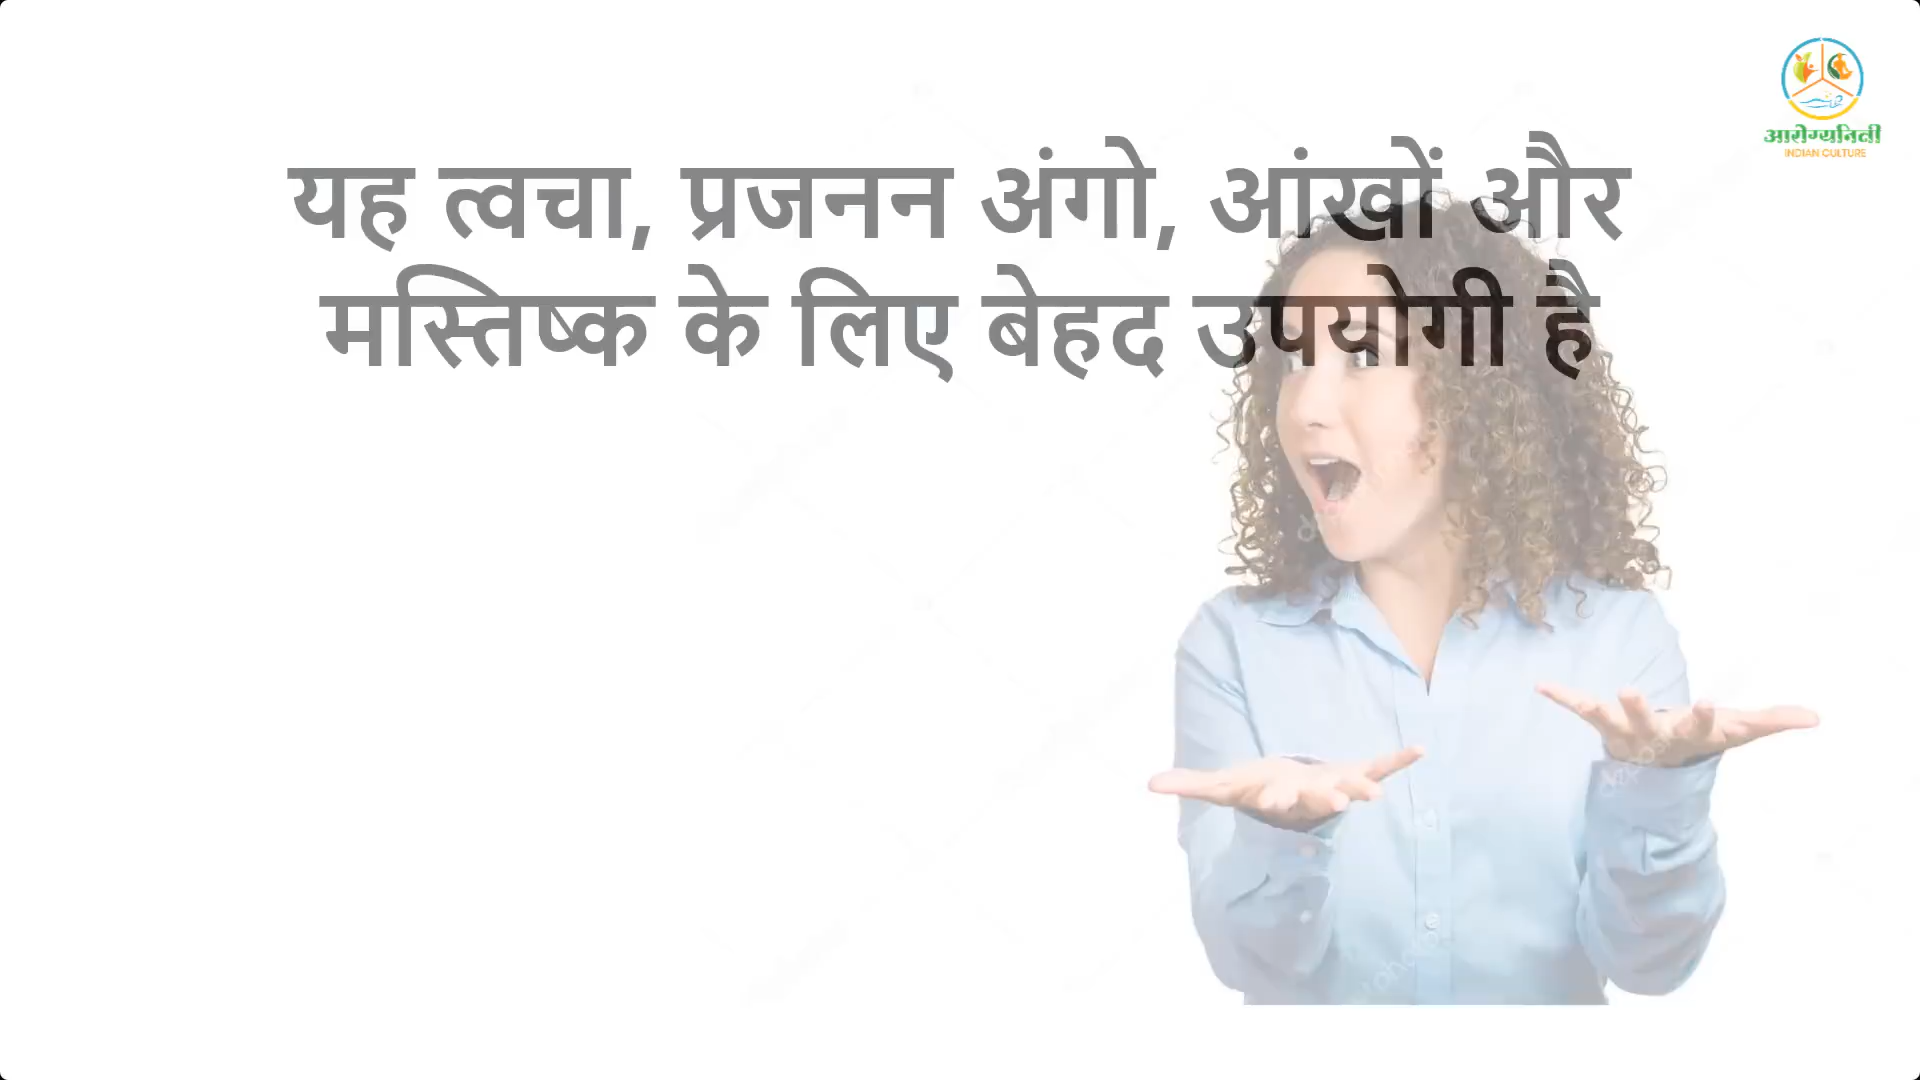 यह त्वचा, प्रजनन अंगो, आंखों और
मस्तिष्क के लिए बेहद उपयोगी है
आरोग्यनिती
INDIAN CULTURE